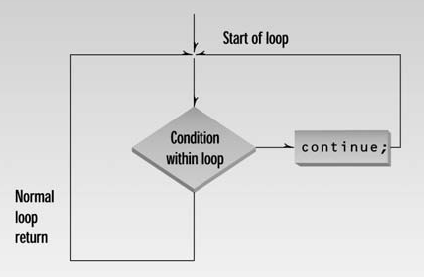 Start of loop
Condition
within loop
continue;
Normal
loop
return